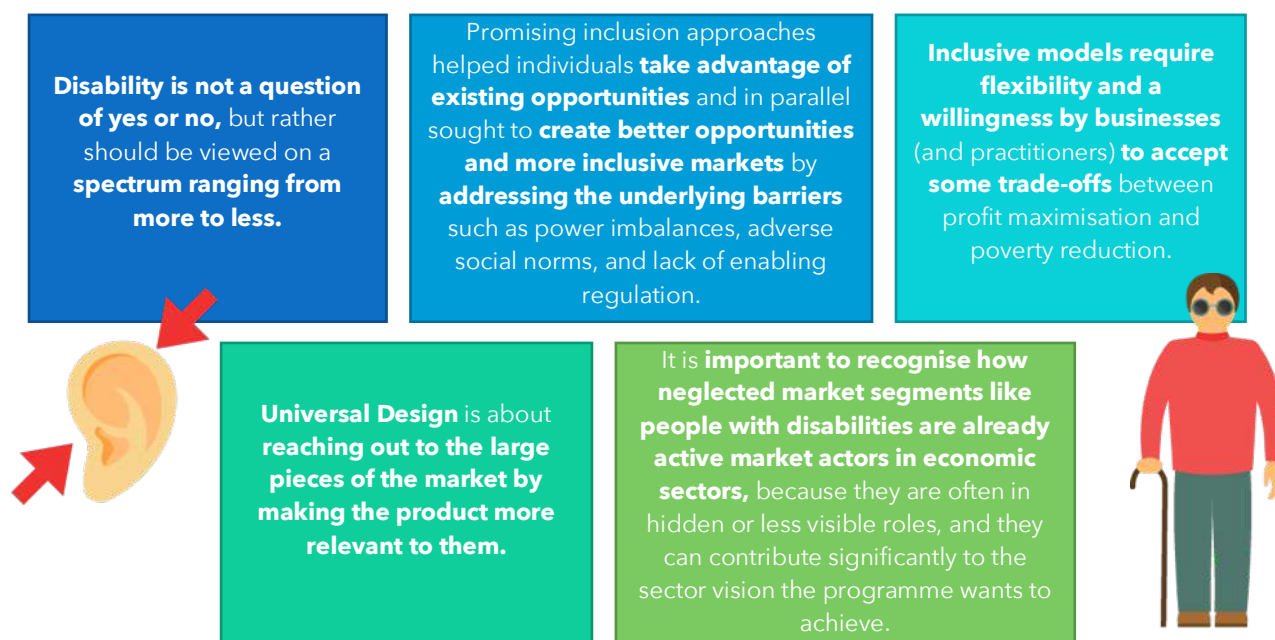 Disability is not a question
of yes or no, but rather
should be viewed on a
spectrum ranging from
more to less.
Promising inclusion approaches
helped individuals take advantage of
existing opportunities and in parallel
sought to create better opportunities
and more inclusive markets by
addressing the underlying barriers
such as power imbalances, adverse
social norms, and lack of enabling
regulation.
Inclusive models require
flexibility and a
willingness by businesses
(and practitioners) to accept
some trade-offs between
profit maximisation and
poverty reduction.
Universal Design is about
reaching out to the large
pieces of the market by
making the product more
relevant to them.
It is important to recognise how
neglected market segments like
people with disabilities are already
active market actors in economic
sectors, because they are often in
hidden or less visible roles, and they
can contribute significantly to the
sector vision the programme wants to
achieve.